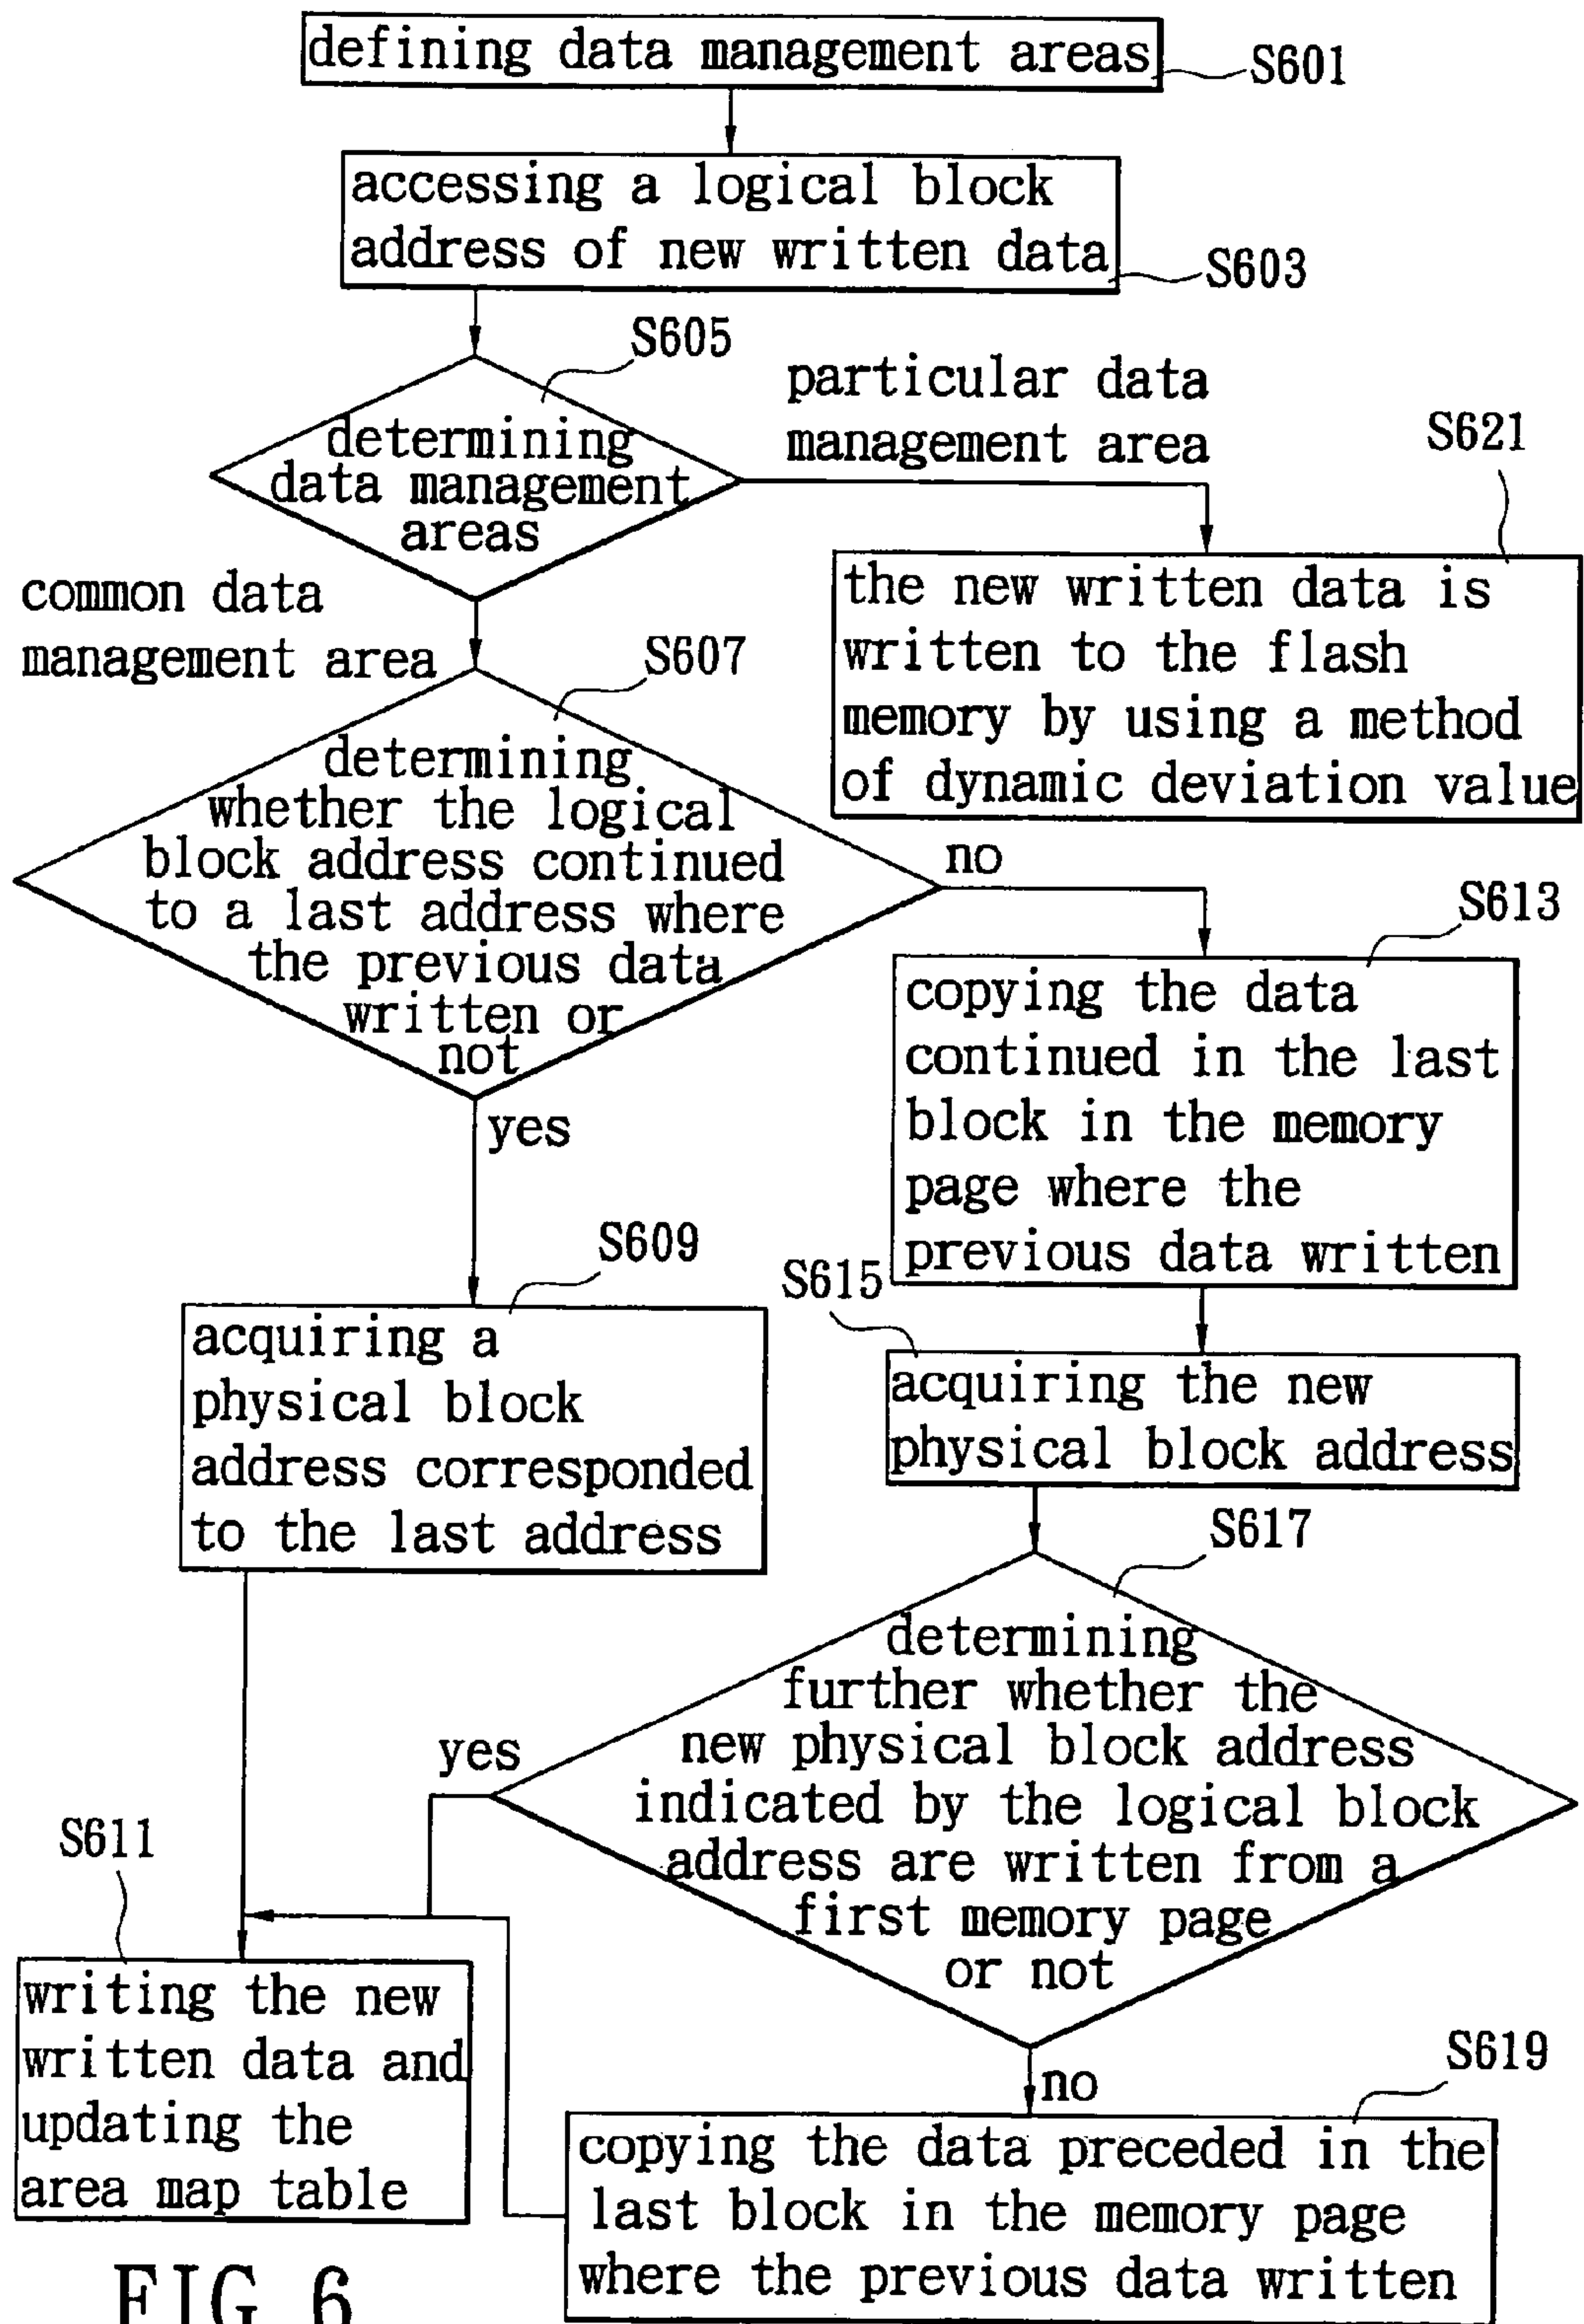 defining data management areas
S601
accessing a logical block
address of new written data
S603
S605
determining
data management
areas
particular data
management area
S621
the new written data is
written to the flash
memory by using a method
of dynamic deviation value
common data
management area
S607
determining
whether the logical
block address continued
to a last address where
the previous data
written or
not
no
yes
S613
copying the data
continued in the last
block in the memory
page where the
previous data written
S609
acquiring a
physical block
address corresponded
to the last address
S615
acquiring the new
physical block address
S617
determining
further whether the
new physical block address
indicated by the logical block
address are written from a
first memory page
or not
yes
no
S611
writing the new
written data and
updating the
area map table
S619
copying the data preceded in the
last block in the memory page
where the previous data written
FIG 6